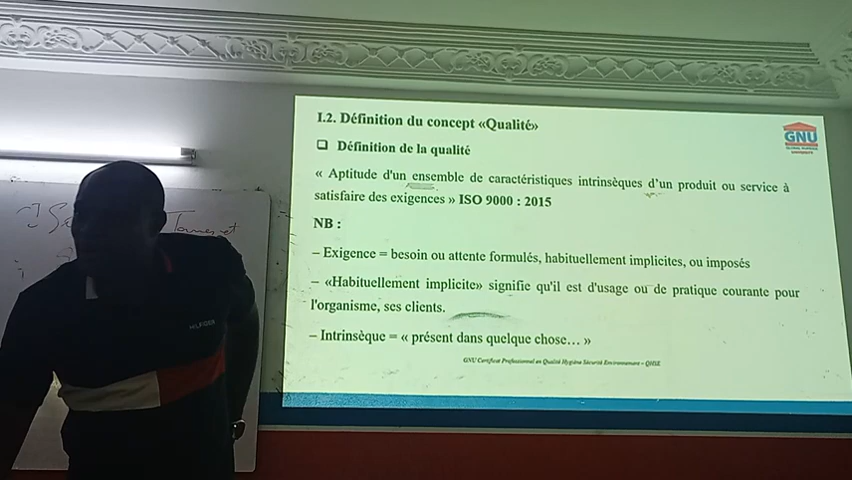 I.2. Définition du concept «Qualité»
❑ Définition de la qualité
« Aptitude d'un ensemble de caractéristiques intrinsèques d'un produit ou service à
satisfaire des exigences » ISO 9000 : 2015
NB :
– Exigence = besoin ou attente formulés, habituellement implicites, ou imposés
– «Habituellement implicite» signifie qu'il est d'usage ou de pratique courante pour
l'organisme, ses clients.
– Intrinsèque = « présent dans quelque chose… »
GNU Certificat Professionnel en Qualité Hygiène Sécurité Environnement – QHSE
GNU
UNIVERSITY
HILFIGER